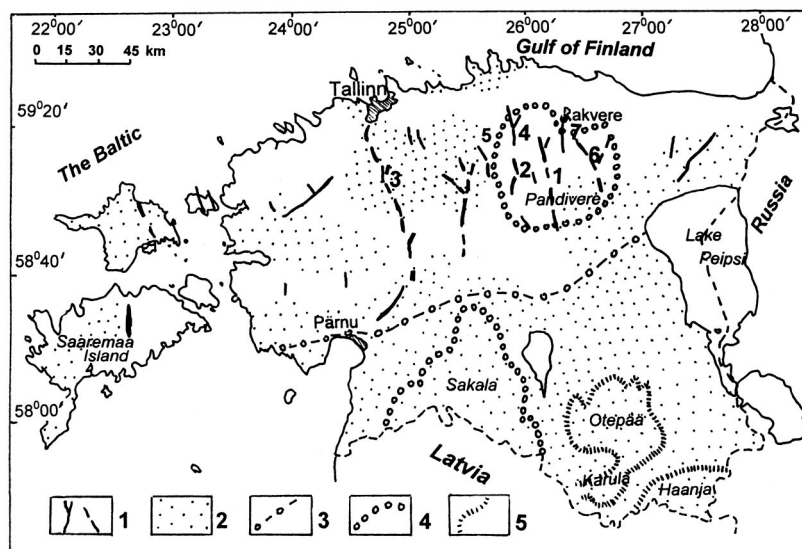 22°00′ 23°00′ 24°00′ 25°00′ 26°00′ 27°00′ 28°00′
0 15 30 45 km
Gulf of Finland
Tallinn
Rakvere
59°20′
The Baltic
3
5
4
7
6
2
1
Pandivere
Russia
Lake
Peipsi
58°40′
Pärnu
Saaremaa
Island
Sakala
58°00′
Otepää
Latvia
Karula
Haanja
1 2 3 4 5